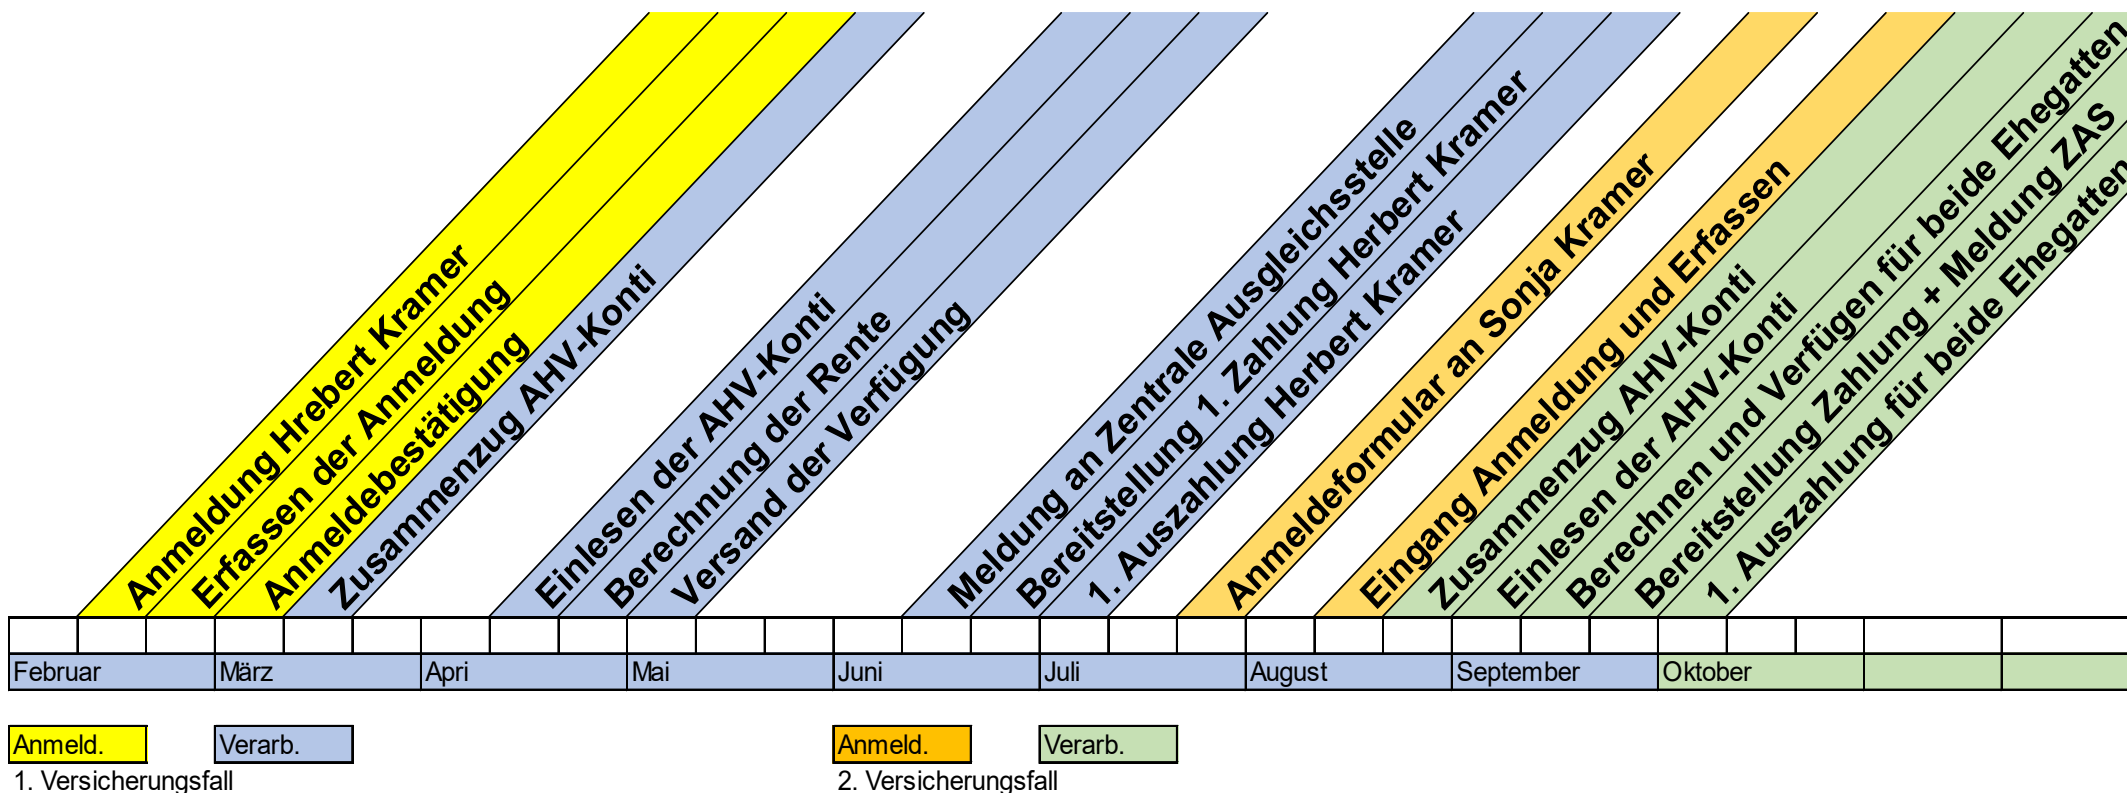 Anmeldung Hrebert Kramer
Erfassen der Anmeldung
Anmeldebestätigung
Zusammenzug AHV-Konti
Einlesen der AHV-Konti
Berechnung der Rente
Versand der Verfügung
Meldung an Zentrale Ausgleichsstelle
Bereitstellung 1. Zahlung Herbert Kramer
1. Auszahlung Herbert Kramer
Anmeldeformular an Sonja Kramer
Eingang Anmeldung und Erfassen
Zusammenzug AHV-Konti
Einlesen der AHV-Konti
Berechnen und Verfügen für beide Ehegatten
Bereitstellung Zahlung + Meldung ZAS
1. Auszahlung für beide Ehegatten
Februar März Apri Mai Juni Juli August September Oktober
Anmeld. Verarb. Anmeld. Verarb.
1. Versicherungsfall 2. Versicherungsfall